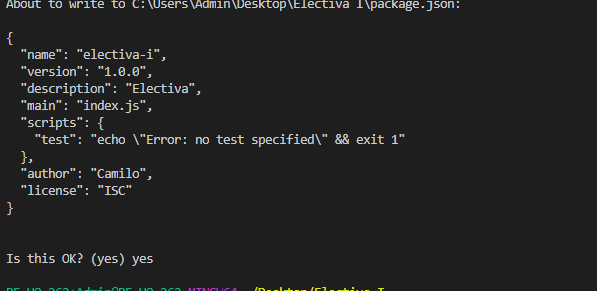 About to write to C:\Users\Admin\Desktop\Electiva I\package.json:
{
  "name": "electiva-i",
  "version": "1.0.0",
  "description": "Electiva",
  "main": "index.js",
  "scripts": {
    "test": "echo \"Error: no test specified\" && exit 1"
  },
  "author": "Camilo",
  "license": "ISC"
}
Is this OK? (yes) yes